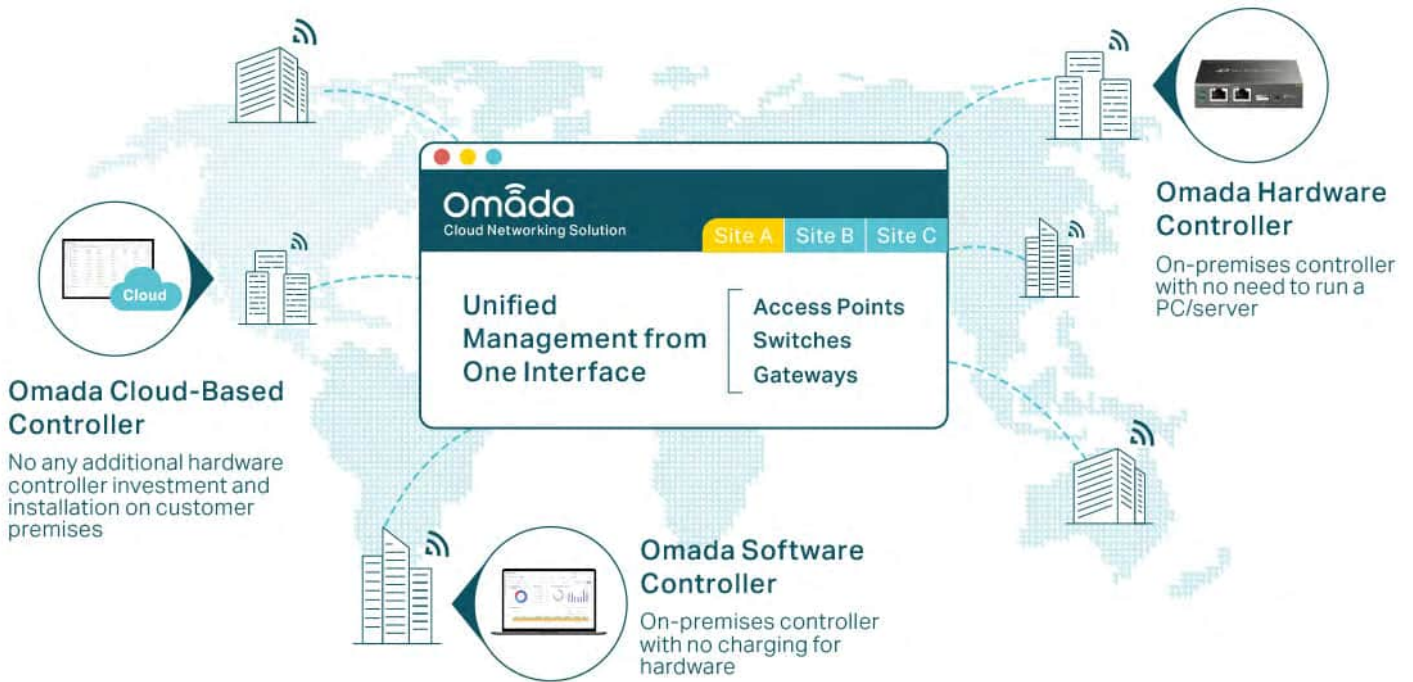 Omada
Cloud Networking Solution
Site A
Site B
Site C
Unified
Management from
One Interface
Access Points
Switches
Gateways
Omada Hardware
Controller
On-premises controller
with no need to run a
PC/server
Cloud
Omada Cloud-Based
Controller
No any additional hardware
controller investment and
installation on customer
premises
Omada Software
Controller
On-premises controller
with no charging for
hardware